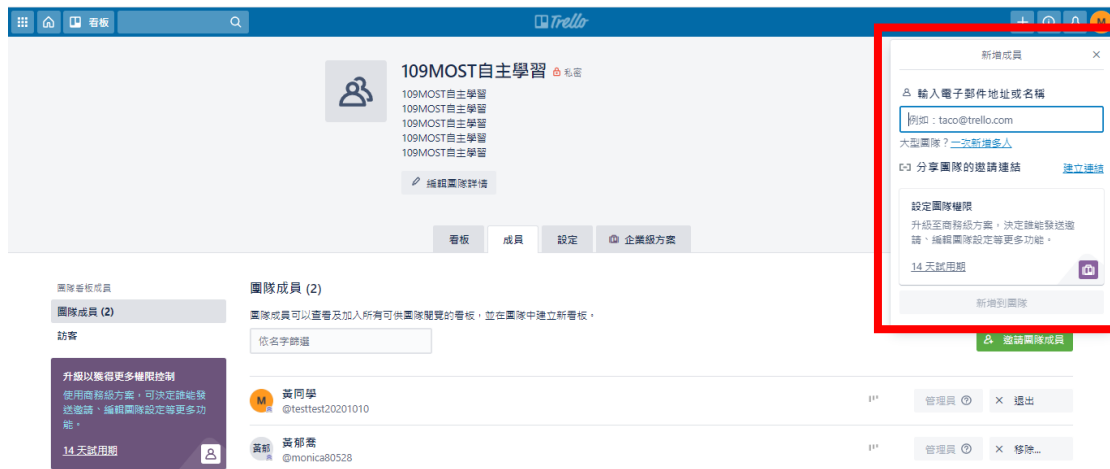 看板
Trello
M
109MOST自主學習 私密
109MOST自主學習
109MOST自主學習
109MOST自主學習
109MOST自主學習
109MOST自主學習
編輯團隊詳情
看板
成員
設定
企業級方案
新增成員
輸入電子郵件地址或名稱
例如：taco@trello.com
大型團隊？一次新增多人
分享團隊的邀請連結 建立連結
設定團隊權限
升級至商務級方案，決定誰能發送邀
請、編輯團隊設定等更多功能。
14 天試用期
新增到團隊
團隊看板成員
團隊成員 (2)
訪客
升級以獲得更多權限控制
使用商務級方案，可決定誰能發
送邀請、編輯團隊設定等更多功
能。
14 天試用期
團隊成員 (2)
團隊成員可以查看及加入所有可供團隊閱覽的看板，並在團隊中建立新看板。
依名字篩選
邀請團隊成員
M
黃同學
@testtest20201010
管理員
退出
黃郁
黃郁喬
@monica80528
管理員
移除...